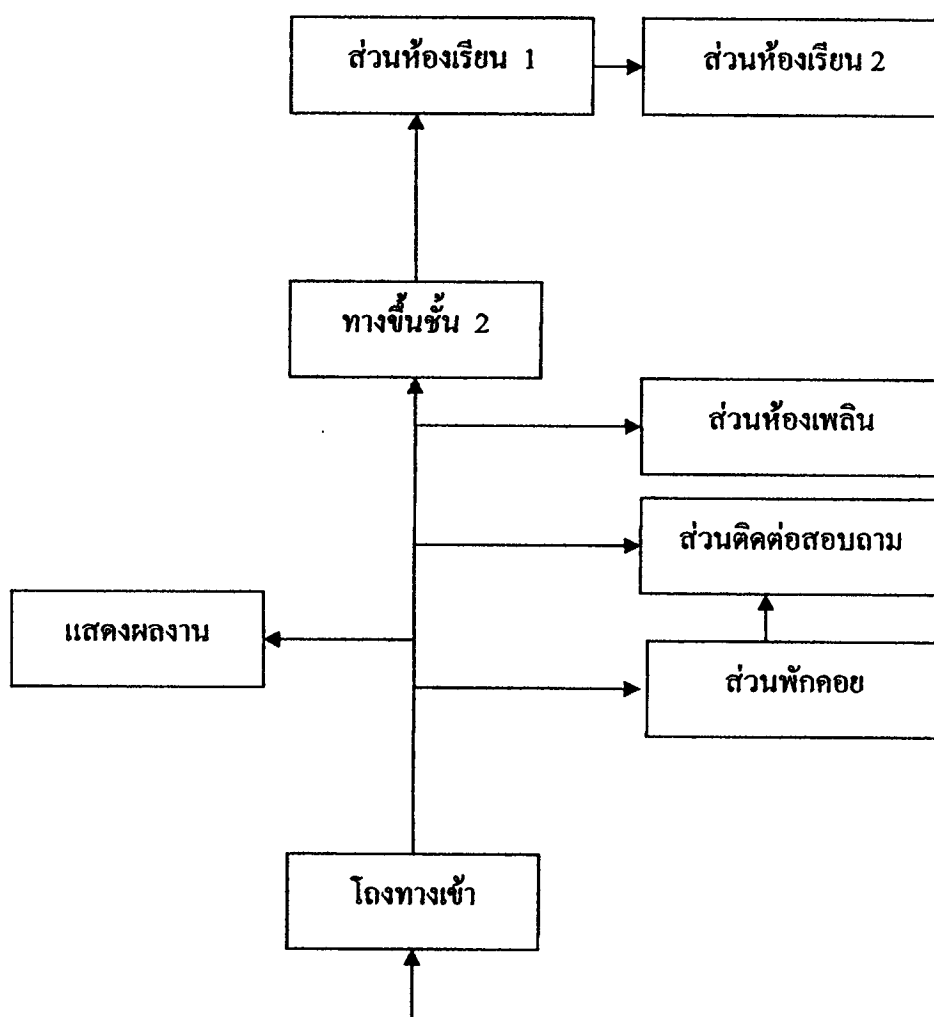 ส่วนห้องเรียน 1
ส่วนห้องเรียน 2
ทางขึ้นชั้น 2
ส่วนห้องเพลิน
ส่วนติดต่อสอบถาม
แสดงผลงาน
ส่วนพักคอย
โถงทางเข้า